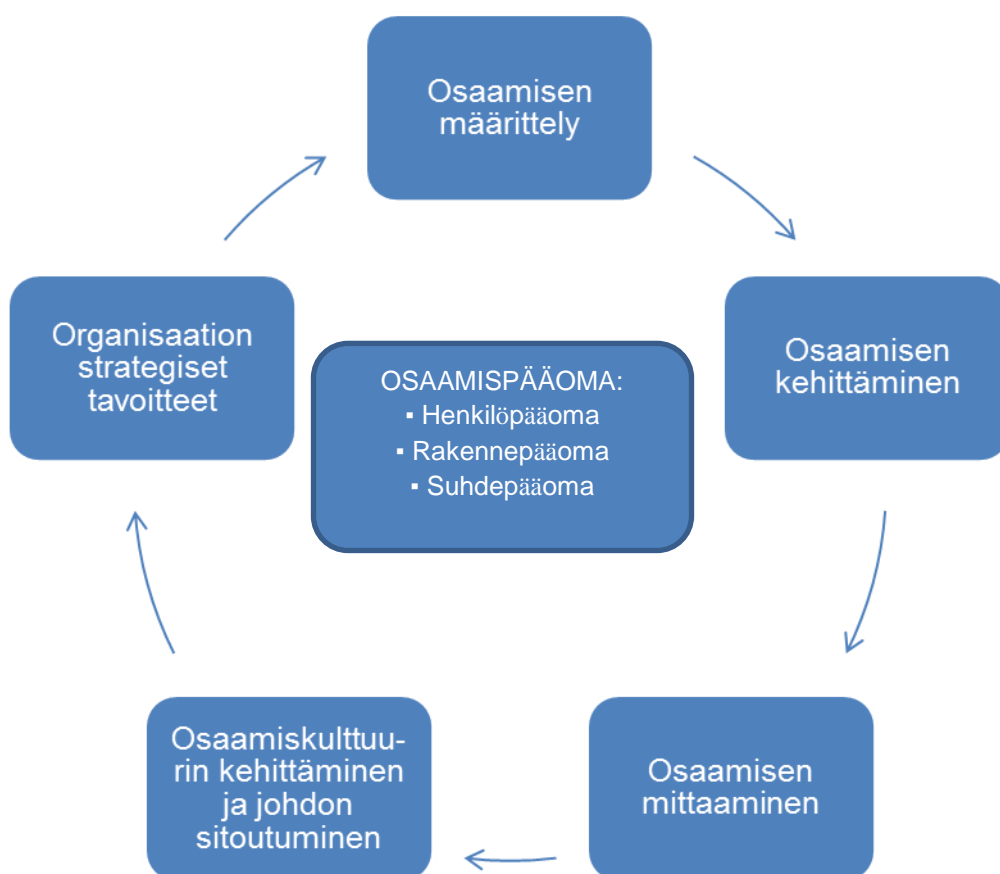 Osaamisen
määrittely
Organisaation
strategiset
tavoitteet
OSAAMISPÄÄOMA:
▪ Henkilöpääoma
▪ Rakennepääoma
▪ Suhdepääoma
Osaamisen
kehittäminen
Osaamiskulttuu-
rin kehittäminen
ja johdon
sitoutuminen
Osaamisen
mittaaminen